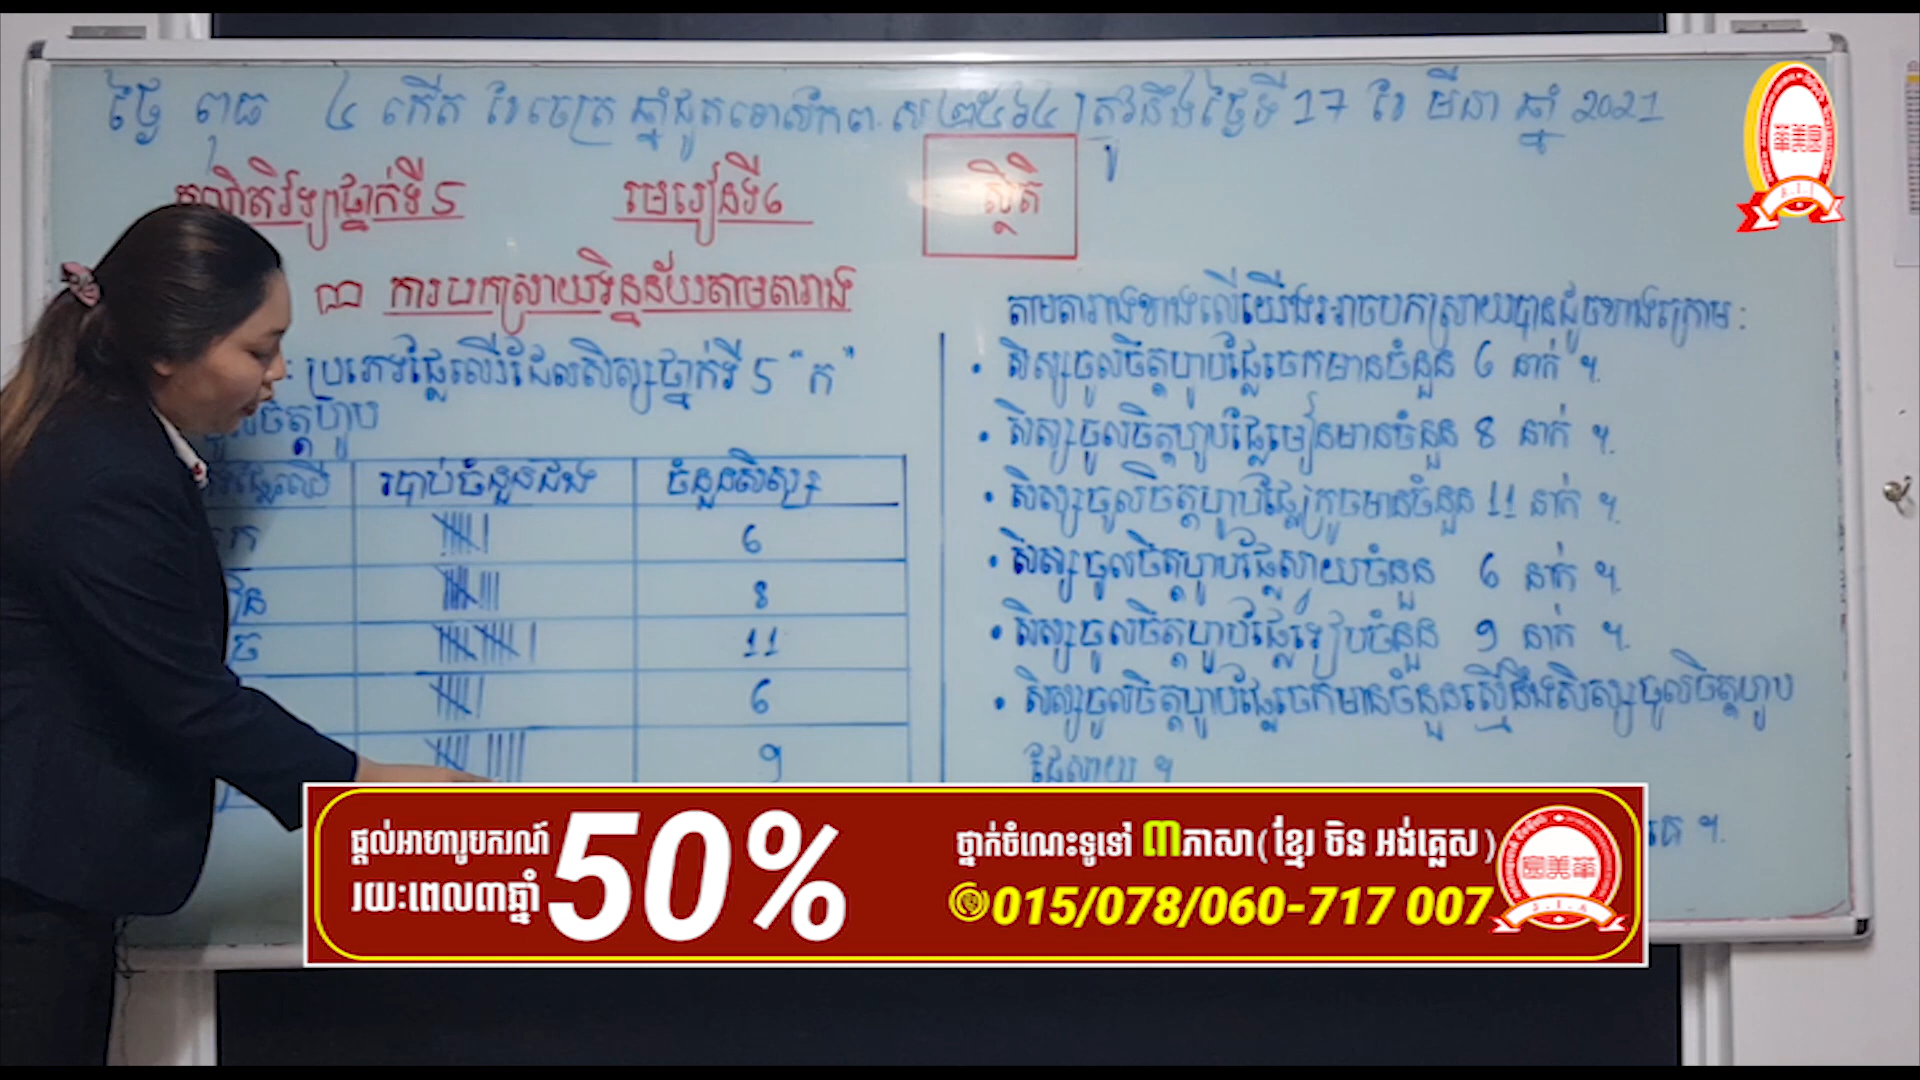 ថ្ងៃ ពុធ ៤ កើត ខែចេត្រ ឆ្នាំជូតទោស័ក ព.ស ២៥៦៤ ត្រូវនឹងថ្ងៃទី 17 ខែ មីនា ឆ្នាំ 2021
គណិតវិទ្យាថ្នាក់ទី 5 មេរៀនទី 6 ស្ថិតិ
៣ ការបកស្រាយទិន្នន័យតាមតារាង
ប្រភេទផ្លែឈើដែលសិស្សថ្នាក់ទី 5 "ក"
ចូលចិត្តហូប
ផ្លែឈើ របាប់ចំនួនដង ចំនួនសិស្ស
6
8
11
6
9
តាមតារាងខាងលើយើងអាចបកស្រាយបានដូចខាងក្រោម :
• សិស្សចូលចិត្តហូបផ្លែចេកមានចំនួន 6 នាក់ ។
• សិស្សចូលចិត្តហូបផ្លែមៀនមានចំនួន 8 នាក់ ។
• សិស្សចូលចិត្តហូបផ្លែក្រូចមានចំនួន 11 នាក់ ។
• សិស្សចូលចិត្តហូបផ្លែស្វាយចំនួន 6 នាក់ ។
• សិស្សចូលចិត្តហូបផ្លែទៀបចំនួន 9 នាក់ ។
• សិស្សចូលចិត្តហូបផ្លែចេកមានចំនួនស្មើនឹងសិស្សចូលចិត្តហូប
ផ្លែស្វាយ ។
គេ ។
ផ្តល់អាហារូបករណ៍
រយៈពេល៣ឆ្នាំ
50%
ថ្នាក់ចំណេះទូទៅ ៣ភាសា(ខ្មែរ ចិន អង់គ្លេស)
015/078/060-717 007